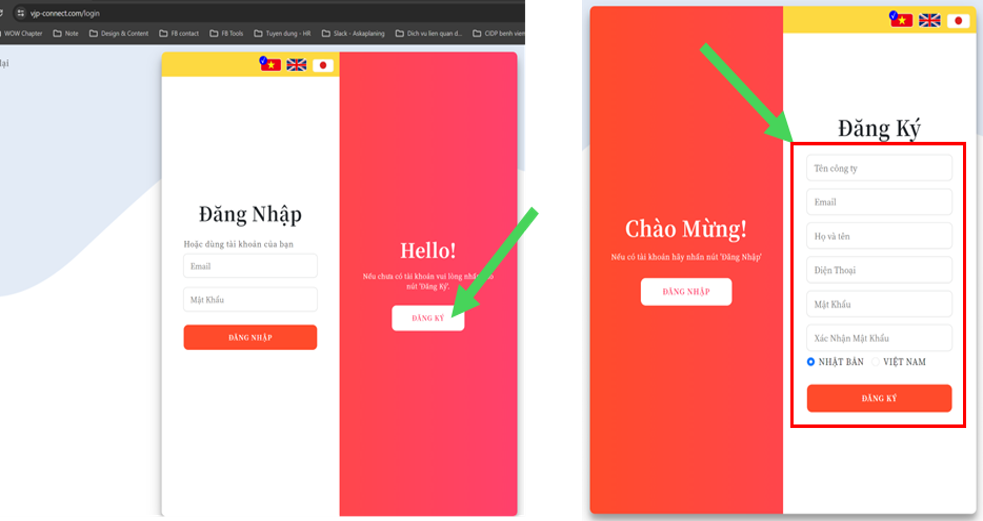 vjp-connect.com/login
WOW Chapter
Note
Design & Content
FB contact
FB Tools
Tuyen dung - HR
Slack - Askaplaning
Dich vu lien quan d...
CIDP benh vien
lại
Đăng Nhập
Hoặc dùng tài khoản của bạn
Email
Mật Khẩu
ĐĂNG NHẬP
Hello!
Nếu chưa có tài khoản vui lòng nhấn
nút 'Đăng Ký'.
ĐĂNG KÝ
Chào Mừng!
Nếu có tài khoản hãy nhấn nút 'Đăng Nhập'
ĐĂNG NHẬP
Đăng Ký
Tên công ty
Email
Họ và tên
Điện Thoại
Mật Khẩu
Xác Nhận Mật Khẩu
NHẬT BẢN
VIỆT NAM
ĐĂNG KÝ